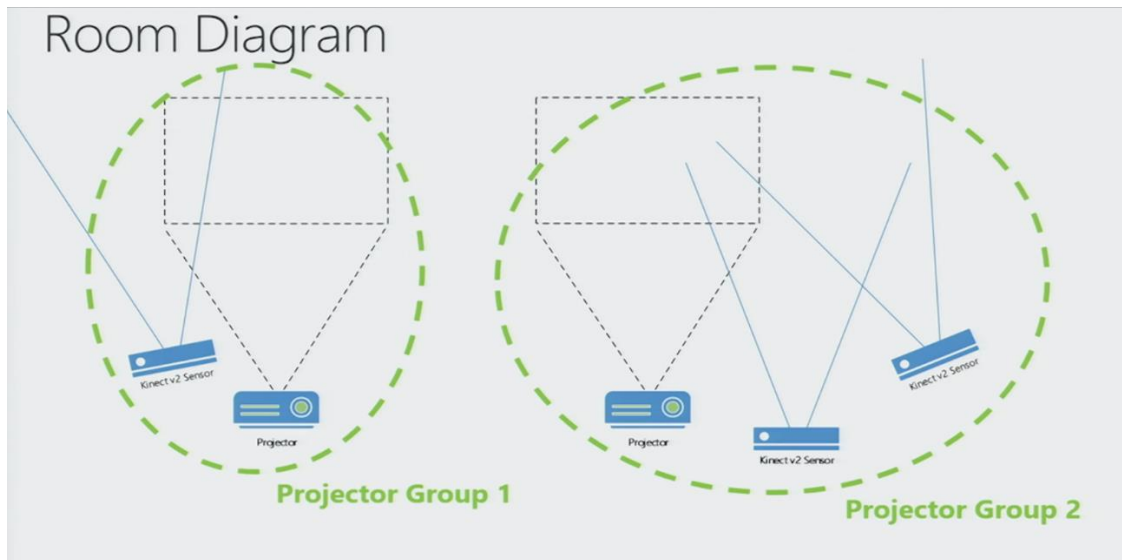 Room Diagram
Kinect v2 Sensor
Projector
Projector Group 1
Projector
Kinect v2 Sensor
Kinect v2 Sensor
Projector Group 2